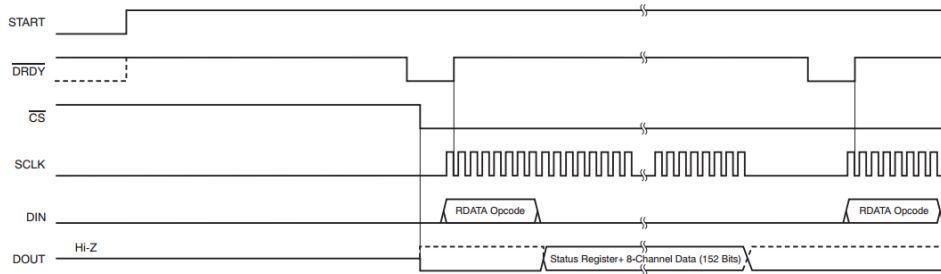 START
DRDY
CS
SCLK
DIN
RDATA Opcode
RDATA Opcode
Hi-Z
DOUT
Status Register+ 8-Channel Data (152 Bits)